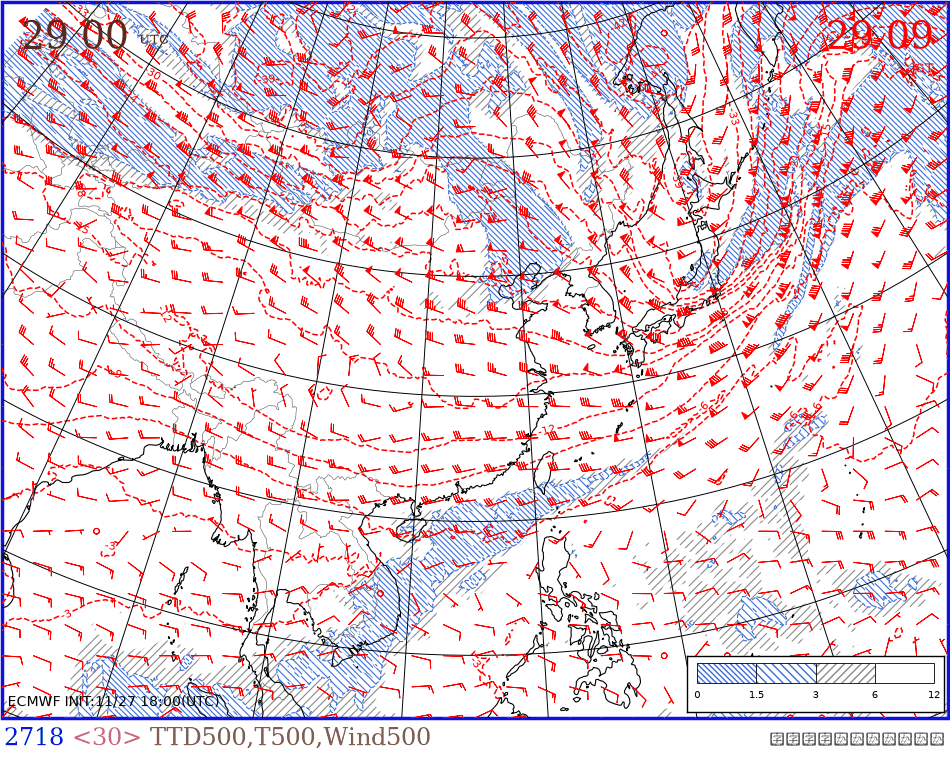 29 00 UTC
29 09
JST
ECMWF INIT:11/27 18:00(UTC)
0 1.5 3 6 12
2718 <30> TTD500,T500,Wind500